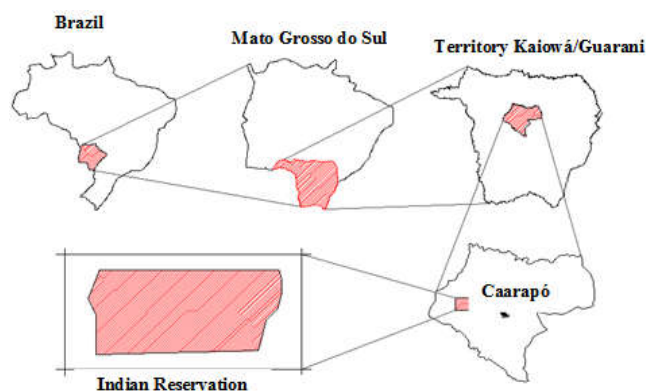 Brazil
Mato Grosso do Sul
Territory Kaiowá/Guarani
Caarapó
Indian Reservation